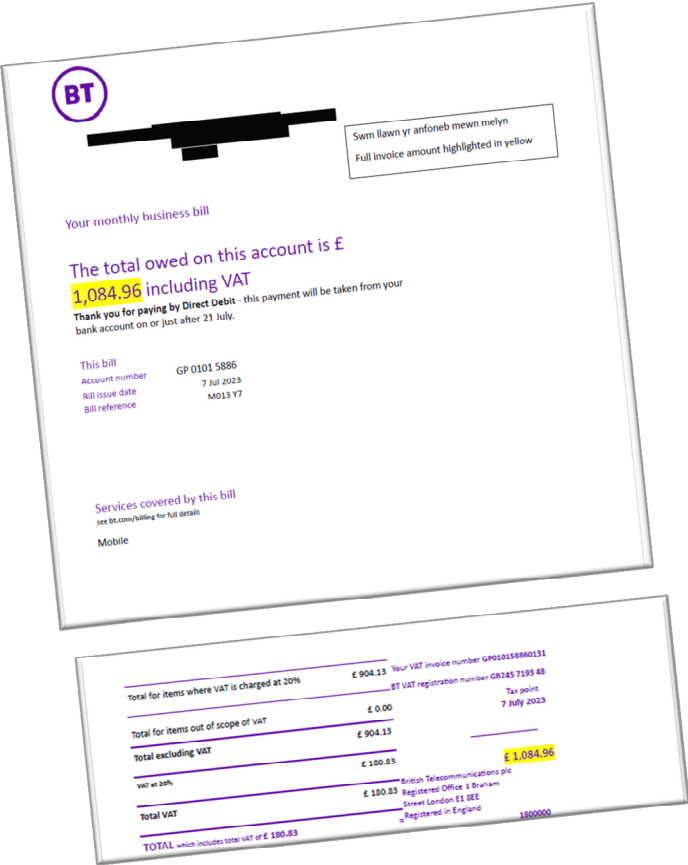 BT
Swm llawn yr anfoneb mewn melyn
Full invoice amount highlighted in yellow
Your monthly business bill
The total owed on this account is £
1,084.96 including VAT
Thank you for paying by Direct Debit - this payment will be taken from your
bank account on or just after 21 July.
This bill
Account number GP 0101 5886
Bill issue date 7 Jul 2023
Bill reference M013 Y7
Services covered by this bill
see bt.com/billing for full details
Mobile
Total for items where VAT is charged at 20% £ 904.13
Total for items out of scope of VAT £ 0.00
Total excluding VAT £ 904.13
VAT at 20% £ 180.83
Total VAT £ 180.83
TOTAL which includes total VAT of £ 180.83
Your VAT invoice number GP010158860131
BT VAT registration number GB245 7193 48
Tax point
7 July 2023
£ 1,084.96
British Telecommunications plc
Registered Office 1 Braham
Street London E1 8EE
Registered in England
1800000